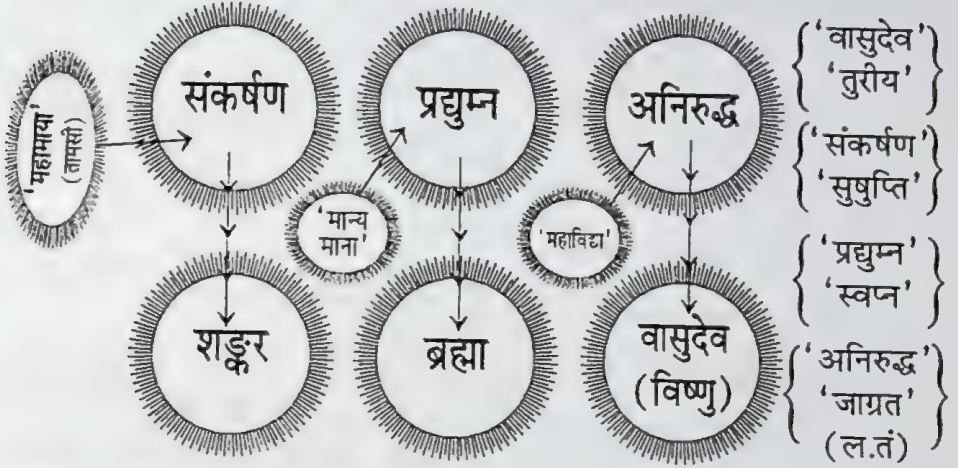 'महामाया'
(तामसी)
संकर्षण
प्रद्युम्न
अनिरुद्ध
'मान्य
माना'
'महाविद्या'
शङ्कर
ब्रह्मा
वासुदेव
(विष्णु)
'वासुदेव'
'तुरीय'
'संकर्षण
'सुषुप्ति'
'प्रद्युम्न'
'स्वप्न'
'अनिरुद्ध'
'जाग्रत'
(ल.तं)